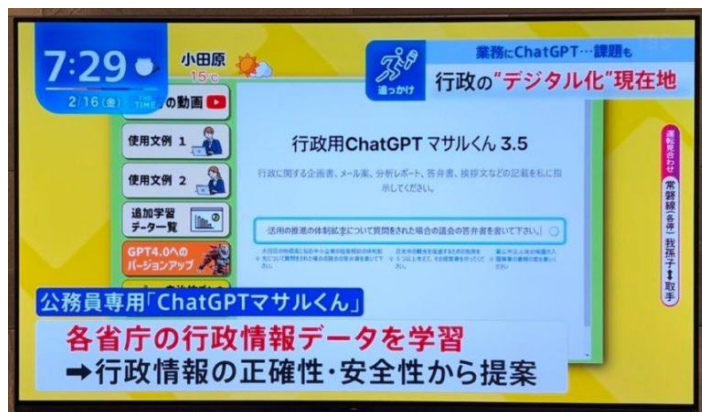 7:29
2/16㊎
THE TIME
小田原
15℃
追っかけ
業務にChatGPT…課題も
行政の“デジタル化”現在地
TBS
の動画
使用文例 1
使用文例 2
追加学習
データ一覧
GPT4.0への
バージョンアップ
行政用ChatGPT マサルくん 3.5
行政に関する企画書、メール案、分析レポート、答弁書、挨拶文などの記載を私に指
示してください。
活用の推進の体制拡充について質問をされた場合の議会の答弁書を書いて下さい。
運転見合わせ
常磐線(各停) 我孫子⇔取手
公務員専用「ChatGPTマサルくん」
各省庁の行政情報データを学習
➡行政情報の正確性・安全性から提案